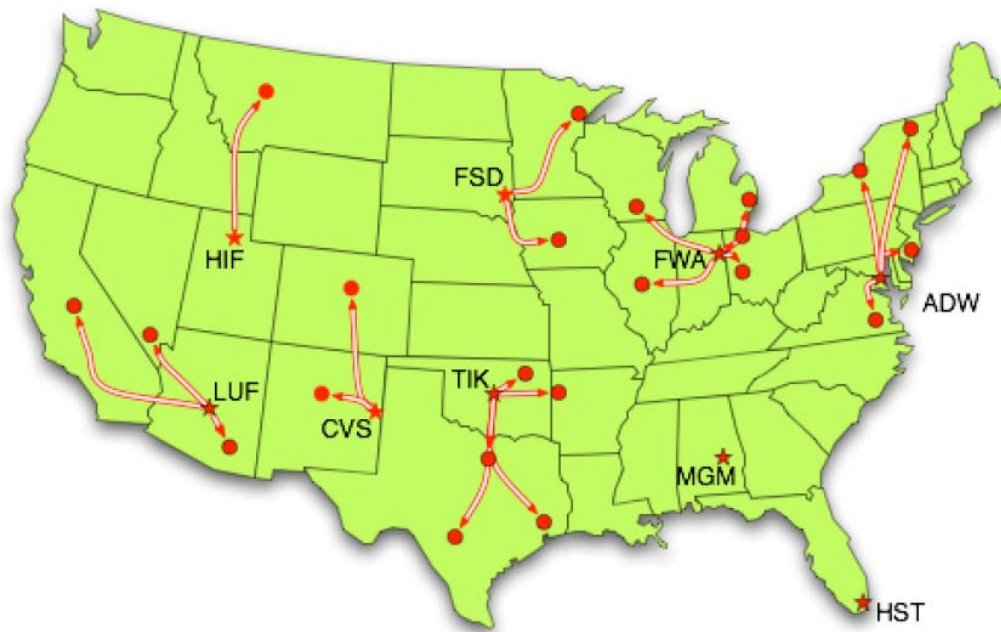 FSD
HIF
FWA
ADW
LUF
TIK
CVS
MGM
HST